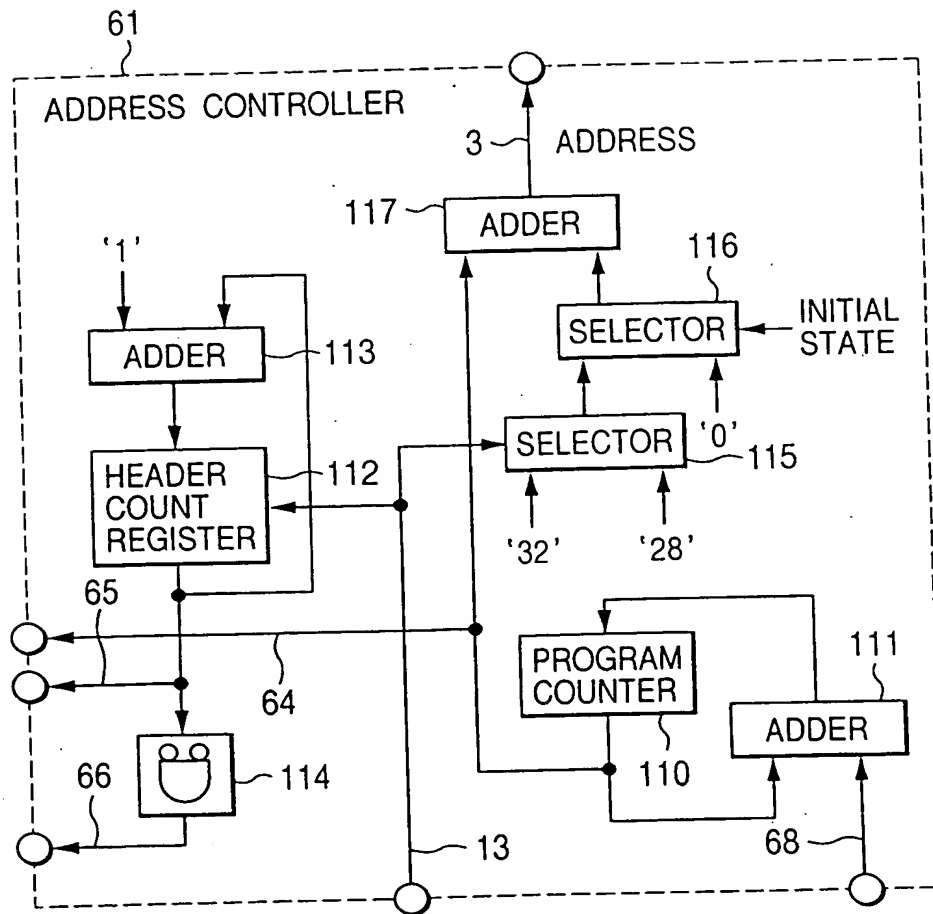 61
ADDRESS CONTROLLER
3 ADDRESS
117
ADDER
'1'
116
SELECTOR
INITIAL
STATE
ADDER
113
'0'
SELECTOR
115
HEADER
COUNT
REGISTER
112
'32'
'28'
65
64
PROGRAM
COUNTER
110
111
ADDER
114
66
13
68